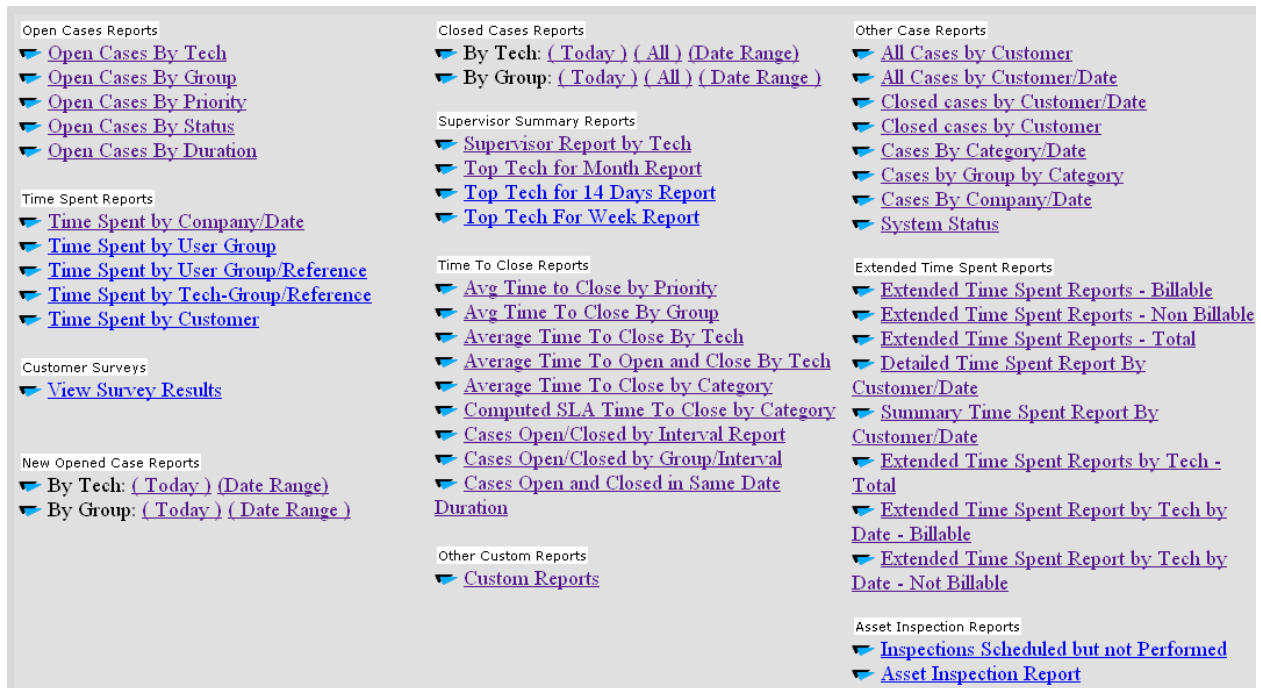 Open Cases Reports
Open Cases By Tech
Open Cases By Group
Open Cases By Priority
Open Cases By Status
Open Cases By Duration
Time Spent Reports
Time Spent by Company/Date
Time Spent by User Group
Time Spent by User Group/Reference
Time Spent by Tech-Group/Reference
Time Spent by Customer
Customer Surveys
View Survey Results
New Opened Case Reports
By Tech: ( Today ) (Date Range)
By Group: ( Today ) ( Date Range )
Closed Cases Reports
By Tech: ( Today ) ( All ) (Date Range)
By Group: ( Today ) ( All ) ( Date Range )
Supervisor Summary Reports
Supervisor Report by Tech
Top Tech for Month Report
Top Tech for 14 Days Report
Top Tech For Week Report
Time To Close Reports
Avg Time to Close by Priority
Avg Time To Close By Group
Average Time To Close By Tech
Average Time To Open and Close By Tech
Average Time To Close by Category
Computed SLA Time To Close by Category
Cases Open/Closed by Interval Report
Cases Open/Closed by Group/Interval
Cases Open and Closed in Same Date
Duration
Other Custom Reports
Custom Reports
Other Case Reports
All Cases by Customer
All Cases by Customer/Date
Closed cases by Customer/Date
Closed cases by Customer
Cases By Category/Date
Cases by Group by Category
Cases By Company/Date
System Status
Extended Time Spent Reports
Extended Time Spent Reports - Billable
Extended Time Spent Reports - Non Billable
Extended Time Spent Reports - Total
Detailed Time Spent Report By
Customer/Date
Summary Time Spent Report By
Customer/Date
Extended Time Spent Reports by Tech -
Total
Extended Time Spent Report by Tech by
Date - Billable
Extended Time Spent Report by Tech by
Date - Not Billable
Asset Inspection Reports
Inspections Scheduled but not Performed
Asset Inspection Report